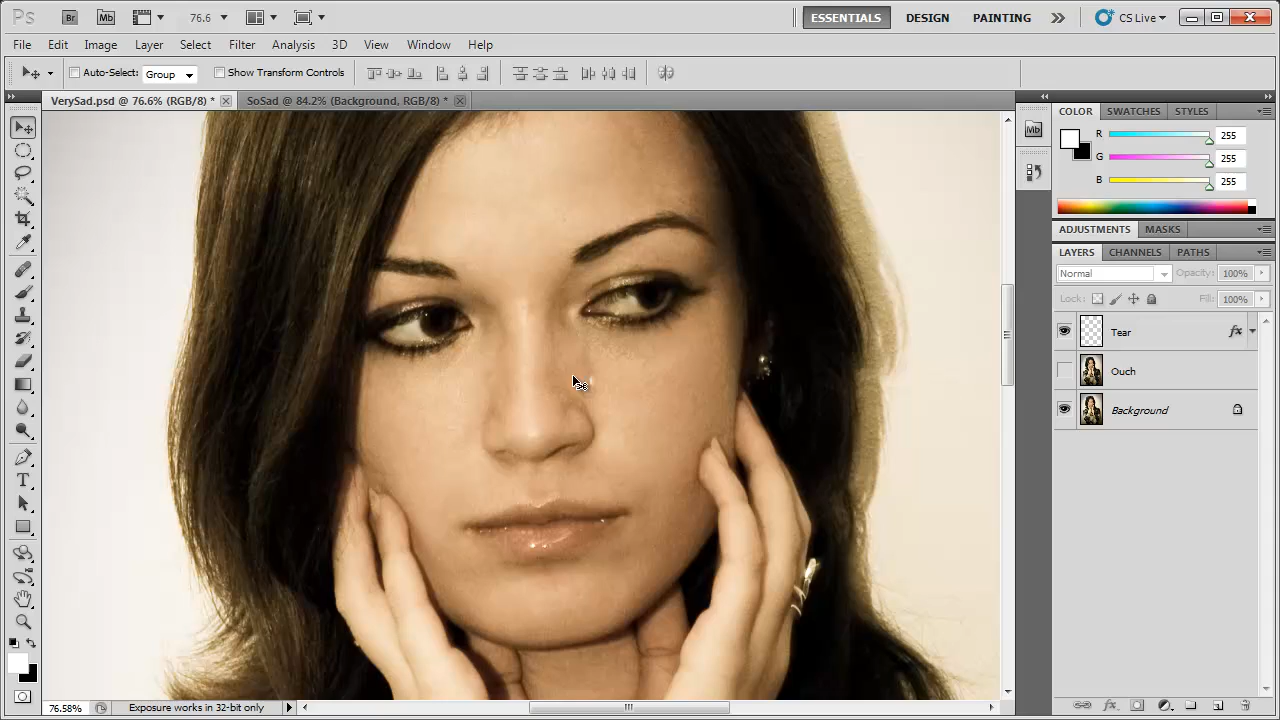 Ps Br Mb 76.6 ESSENTIALS DESIGN PAINTING CS Live
File Edit Image Layer Select Filter Analysis 3D View Window Help
Auto-Select: Group Show Transform Controls
VerySad.psd @ 76.6% (RGB/8) * SoSad @ 84.2% (Background, RGB/8) *
COLOR SWATCHES STYLES
R 255
G 255
B 255
Mb
ADJUSTMENTS MASKS
LAYERS CHANNELS PATHS
Normal Opacity: 100%
Lock: Fill: 100%
Tear fx
Ouch
Background
T
76.58% Exposure works in 32-bit only fx